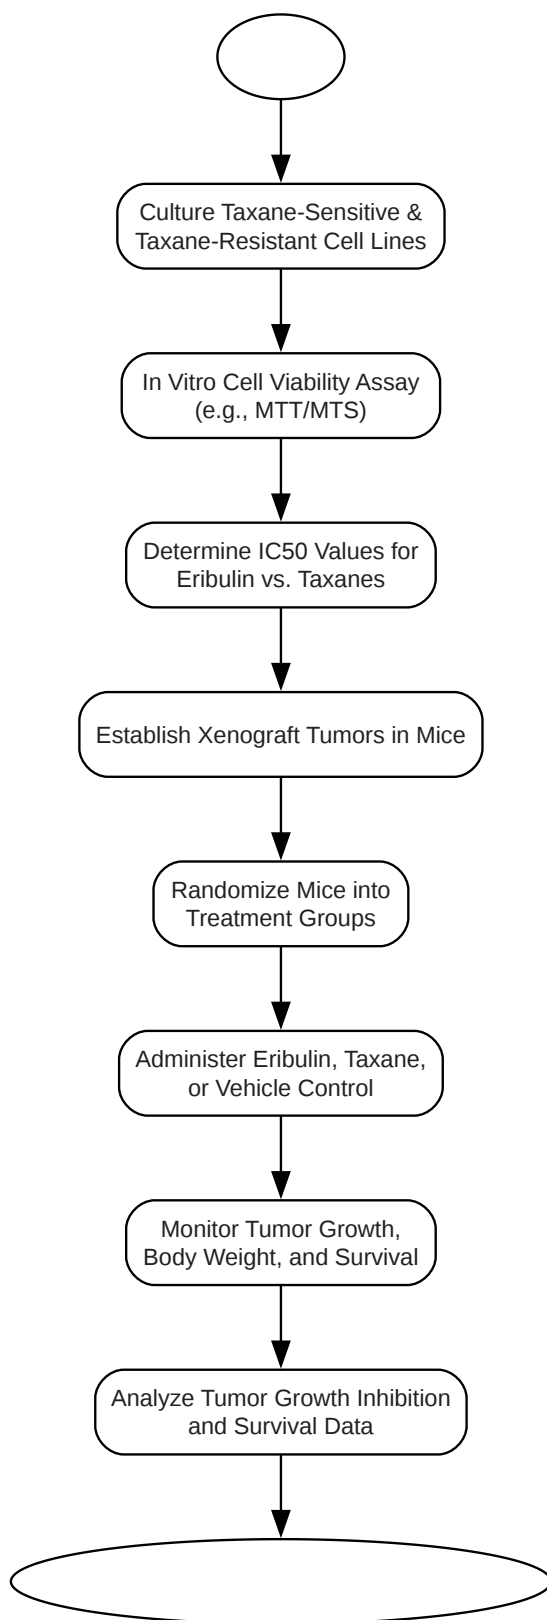 Culture Taxane-Sensitive &
Taxane-Resistant Cell Lines
In Vitro Cell Viability Assay
(e.g., MTT/MTS)
Determine IC50 Values for
Eribulin vs. Taxanes
Establish Xenograft Tumors in Mice
Randomize Mice into
Treatment Groups
Administer Eribulin, Taxane,
or Vehicle Control
Monitor Tumor Growth,
Body Weight, and Survival
Analyze Tumor Growth Inhibition
and Survival Data